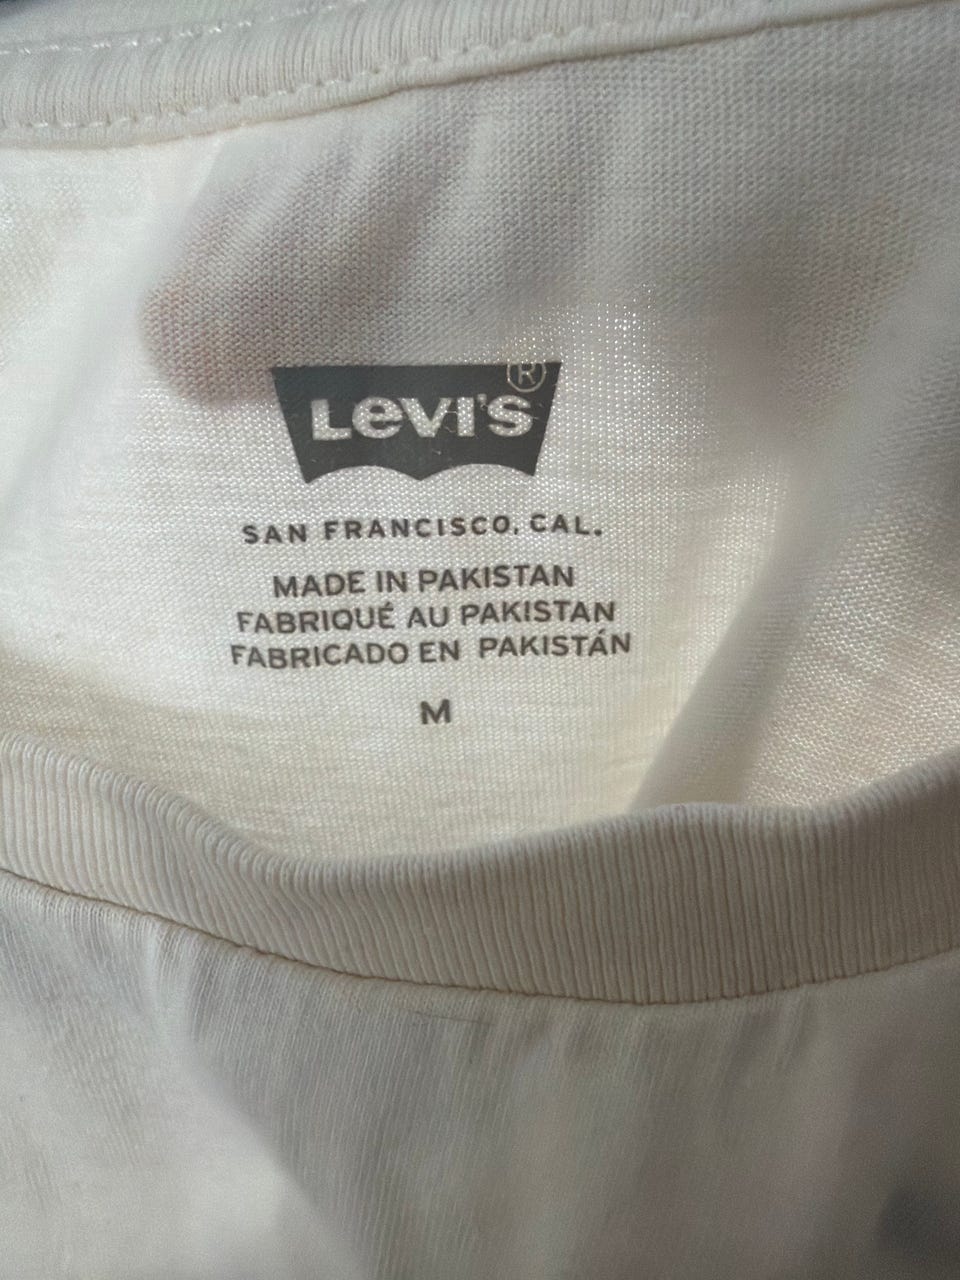 Levi's®
SAN FRANCISCO, CAL.
MADE IN PAKISTAN
FABRIQUÉ AU PAKISTAN
FABRICADO EN PAKISTÁN
M